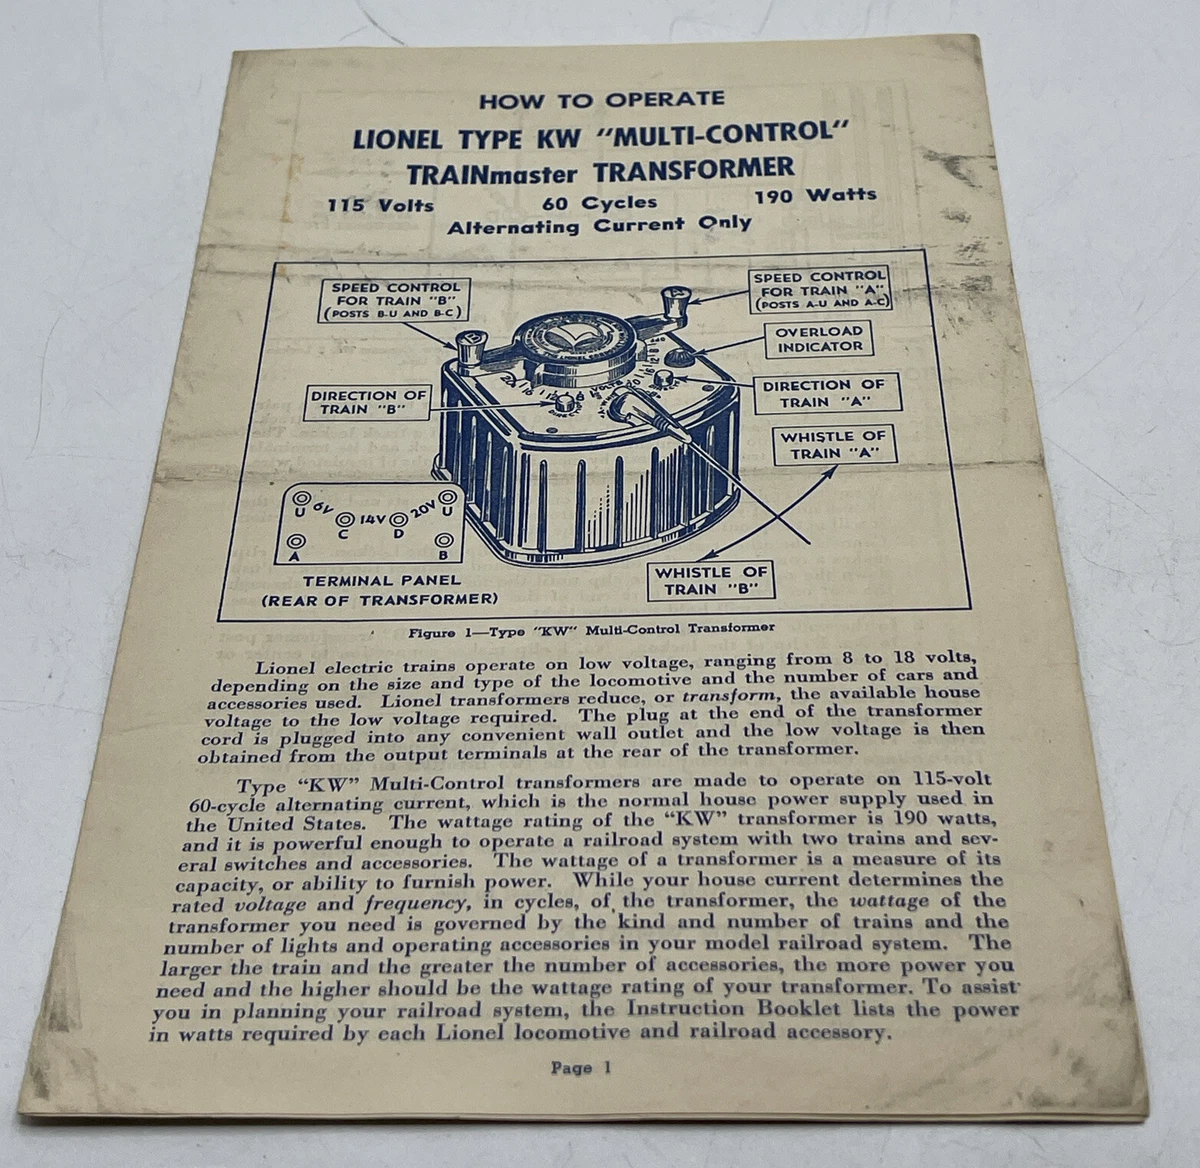 HOW TO OPERATE
LIONEL TYPE KW "MULTI-CONTROL"
TRAINmaster TRANSFORMER
115 Volts 60 Cycles 190 Watts
Alternating Current Only
SPEED CONTROL
FOR TRAIN "B"
(POSTS B-U AND B-C)
SPEED CONTROL
FOR TRAIN "A"
(POSTS A-U AND A-C)
OVERLOAD
INDICATOR
DIRECTION OF
TRAIN "B"
DIRECTION OF
TRAIN "A"
WHISTLE OF
TRAIN "A"
WHISTLE OF
TRAIN "B"
B
VOLTS
U 6V C 14V D 20V U
A B
TERMINAL PANEL
(REAR OF TRANSFORMER)
Figure 1—Type "KW" Multi-Control Transformer
Lionel electric trains operate on low voltage, ranging from 8 to 18 volts,
depending on the size and type of the locomotive and the number of cars and
accessories used. Lionel transformers reduce, or transform, the available house
voltage to the low voltage required. The plug at the end of the transformer
cord is plugged into any convenient wall outlet and the low voltage is then
obtained from the output terminals at the rear of the transformer.
Type "KW" Multi-Control transformers are made to operate on 115-volt
60-cycle alternating current, which is the normal house power supply used in
the United States. The wattage rating of the "KW" transformer is 190 watts,
and it is powerful enough to operate a railroad system with two trains and sev-
eral switches and accessories. The wattage of a transformer is a measure of its
capacity, or ability to furnish power. While your house current determines the
rated voltage and frequency, in cycles, of the transformer, the wattage of the
transformer you need is governed by the kind and number of trains and the
number of lights and operating accessories in your model railroad system. The
larger the train and the greater the number of accessories, the more power you
need and the higher should be the wattage rating of your transformer. To assist
you in planning your railroad system, the Instruction Booklet lists the power
in watts required by each Lionel locomotive and railroad accessory.
Page 1